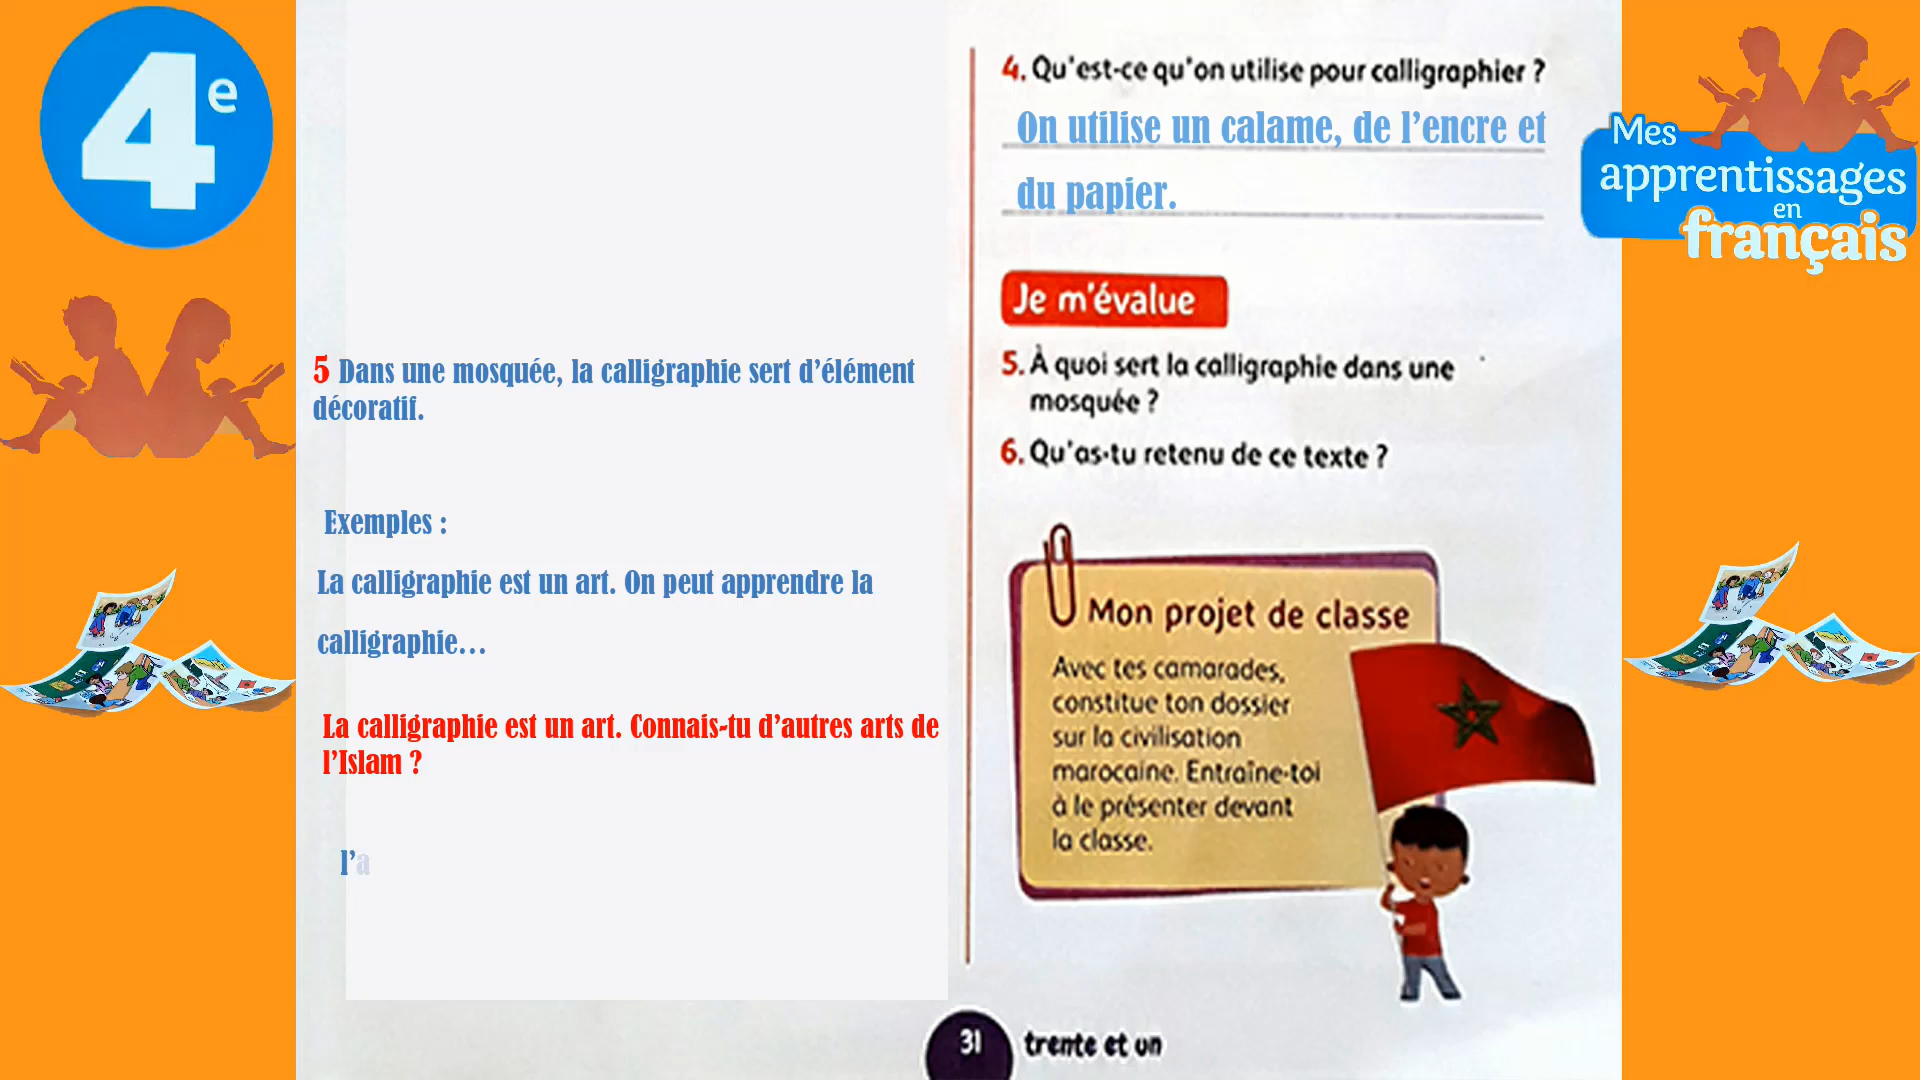 4e
5 Dans une mosquée, la calligraphie sert d’élément
décoratif.
Exemples :
La calligraphie est un art. On peut apprendre la
calligraphie...
La calligraphie est un art. Connais-tu d’autres arts de
l’Islam ?
l’a
4. Qu'est-ce qu'on utilise pour calligraphier ?
On utilise un calame, de l’encre et
du papier.
Je m'évalue
5. À quoi sert la calligraphie dans une
mosquée ?
6. Qu'as-tu retenu de ce texte ?
Mon projet de classe
Avec tes camarades,
constitue ton dossier
sur la civilisation
marocaine. Entraîne-toi
à le présenter devant
la classe.
31 trente et un
Mes
apprentissages
en
français